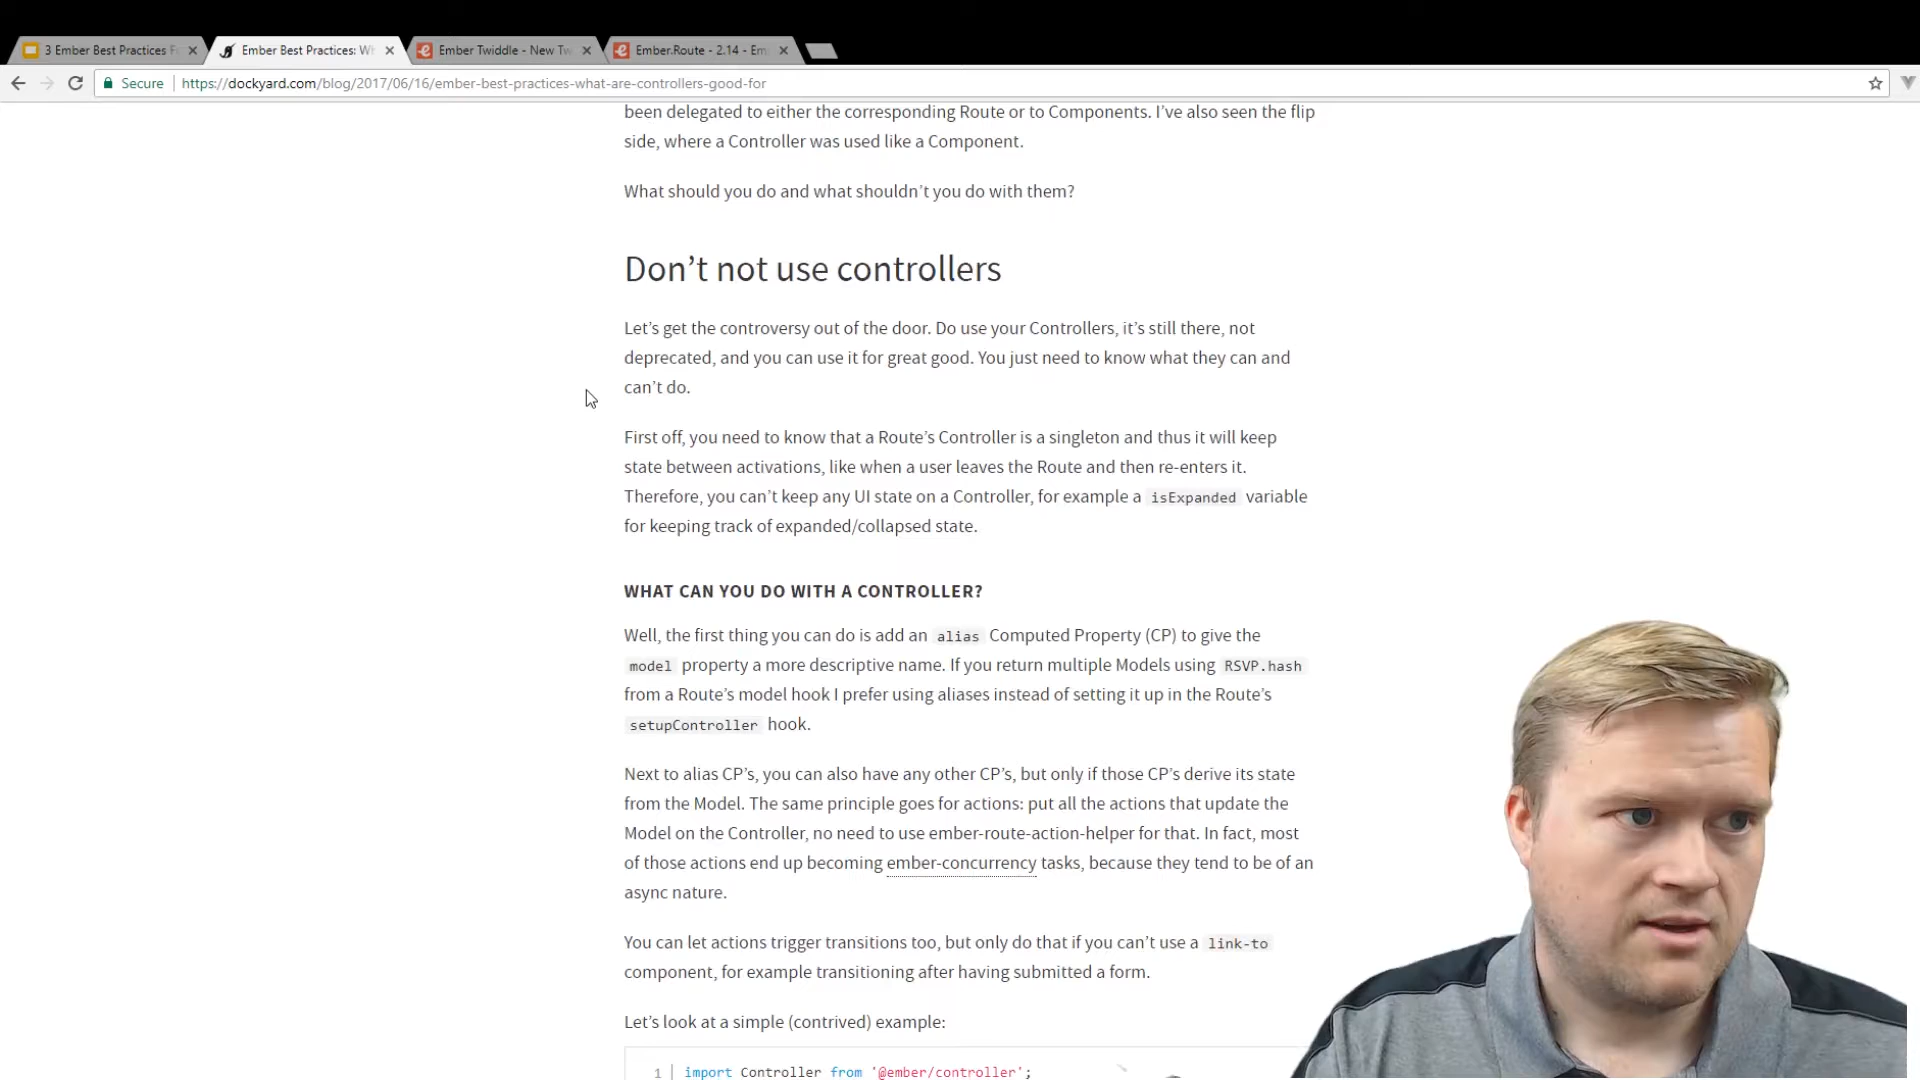 3 Ember Best Practices F
Ember Best Practices: W
Ember Twiddle - New Tw
Ember.Route - 2.14 - Em
Secure
https://dockyard.com/blog/2017/06/16/ember-best-practices-what-are-controllers-good-for
been delegated to either the corresponding Route or to Components. I’ve also seen the flip
side, where a Controller was used like a Component.
What should you do and what shouldn’t you do with them?
Don’t not use controllers
Let’s get the controversy out of the door. Do use your Controllers, it’s still there, not
deprecated, and you can use it for great good. You just need to know what they can and
can’t do.
First off, you need to know that a Route’s Controller is a singleton and thus it will keep
state between activations, like when a user leaves the Route and then re-enters it.
Therefore, you can’t keep any UI state on a Controller, for example a isExpanded variable
for keeping track of expanded/collapsed state.
WHAT CAN YOU DO WITH A CONTROLLER?
Well, the first thing you can do is add an alias Computed Property (CP) to give the
model property a more descriptive name. If you return multiple Models using RSVP.hash
from a Route’s model hook I prefer using aliases instead of setting it up in the Route’s
setupController hook.
Next to alias CP’s, you can also have any other CP’s, but only if those CP’s derive its state
from the Model. The same principle goes for actions: put all the actions that update the
Model on the Controller, no need to use ember-route-action-helper for that. In fact, most
of those actions end up becoming ember-concurrency tasks, because they tend to be of an
async nature.
You can let actions trigger transitions too, but only do that if you can’t use a link-to
component, for example transitioning after having submitted a form.
Let’s look at a simple (contrived) example:
1 import Controller from '@ember/controller';